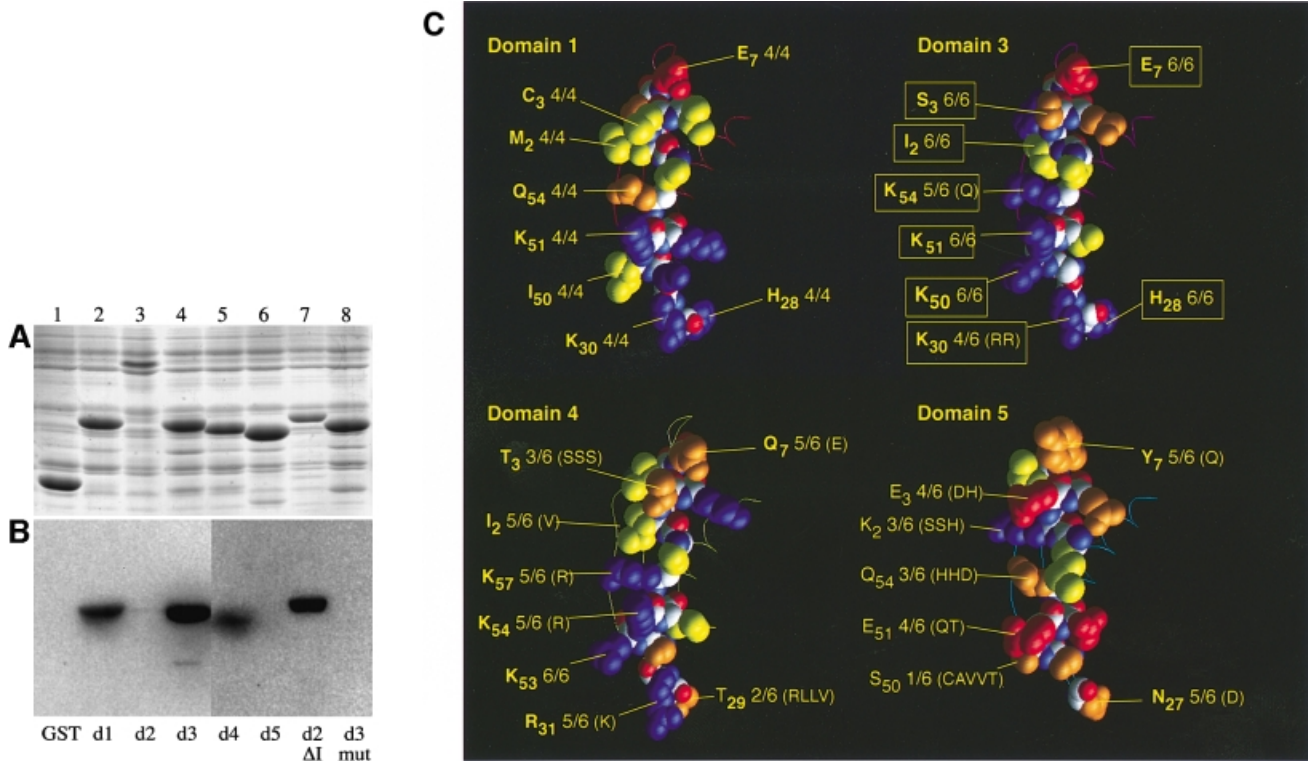 C
Domain 1
E7 4/4
C3 4/4
M2 4/4
Q54 4/4
K51 4/4
I50 4/4
H28 4/4
K30 4/4
Domain 3
E7 6/6
S3 6/6
I2 6/6
K54 5/6 (Q)
K51 6/6
K50 6/6
H28 6/6
K30 4/6 (RR)
1 2 3 4 5 6 7 8
A
B
GST d1 d2 d3 d4 d5 d2 d3
ΔI mut
Domain 4
Q7 5/6 (E)
T3 3/6 (SSS)
I2 5/6 (V)
K57 5/6 (R)
K54 5/6 (R)
K53 6/6
T29 2/6 (RLLV)
R31 5/6 (K)
Domain 5
Y7 5/6 (Q)
E3 4/6 (DH)
K2 3/6 (SSH)
Q54 3/6 (HHD)
E51 4/6 (QT)
S50 1/6 (CAVVT)
N27 5/6 (D)